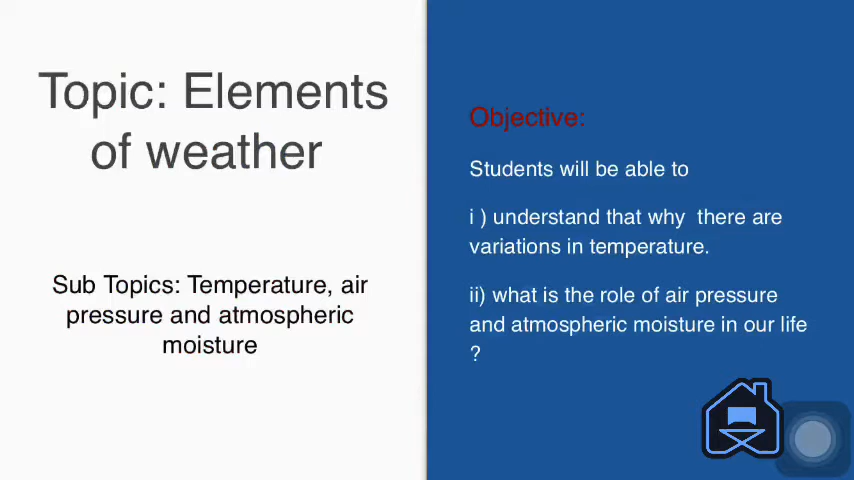 Topic: Elements
of weather
Sub Topics: Temperature, air
pressure and atmospheric
moisture
Objective:
Students will be able to
i ) understand that why  there are
variations in temperature.
ii) what is the role of air pressure
and atmospheric moisture in our life
?